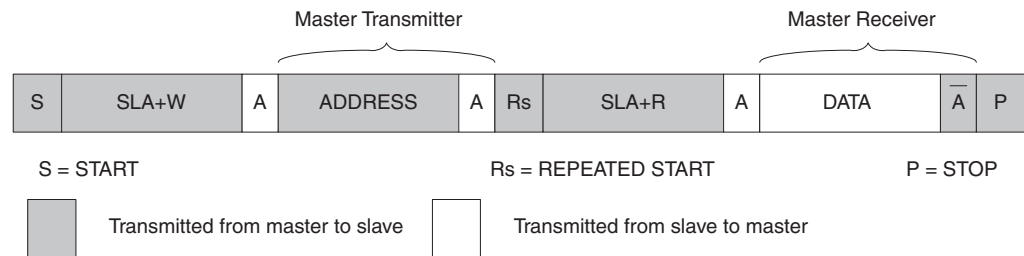 Master Transmitter Master Receiver
S SLA+W A ADDRESS A Rs SLA+R A DATA A̅ P
S = START Rs = REPEATED START P = STOP
Transmitted from master to slave Transmitted from slave to master